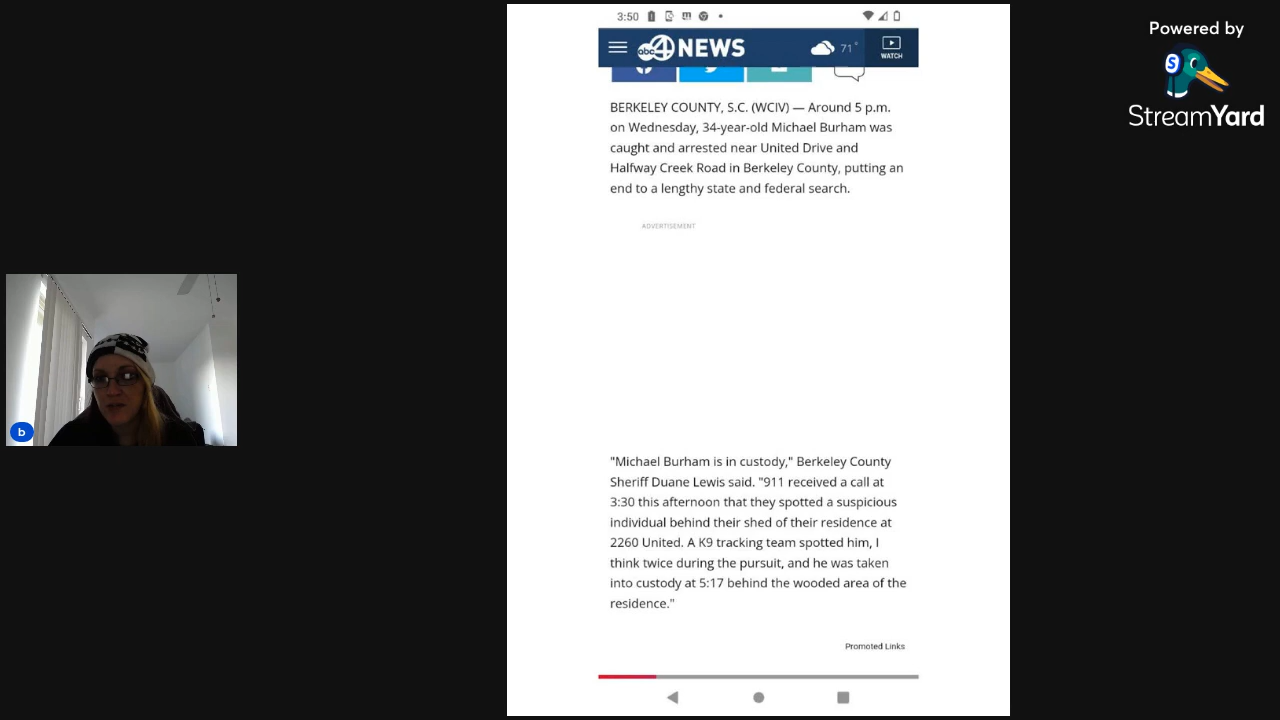 3:50
abc 4 NEWS
71°
WATCH
BERKELEY COUNTY, S.C. (WCIV) — Around 5 p.m.
on Wednesday, 34-year-old Michael Burham was
caught and arrested near United Drive and
Halfway Creek Road in Berkeley County, putting an
end to a lengthy state and federal search.
ADVERTISEMENT
"Michael Burham is in custody," Berkeley County
Sheriff Duane Lewis said. "911 received a call at
3:30 this afternoon that they spotted a suspicious
individual behind their shed of their residence at
2260 United. A K9 tracking team spotted him, I
think twice during the pursuit, and he was taken
into custody at 5:17 behind the wooded area of the
residence."
Promoted Links
b
Powered by
S
StreamYard